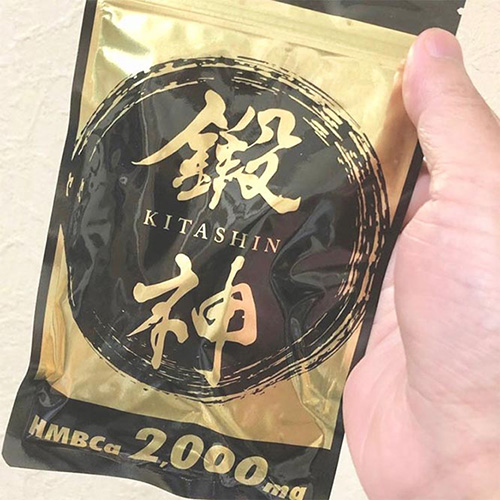 鍛
KITASHIN
神
HMBCa 2,000mg